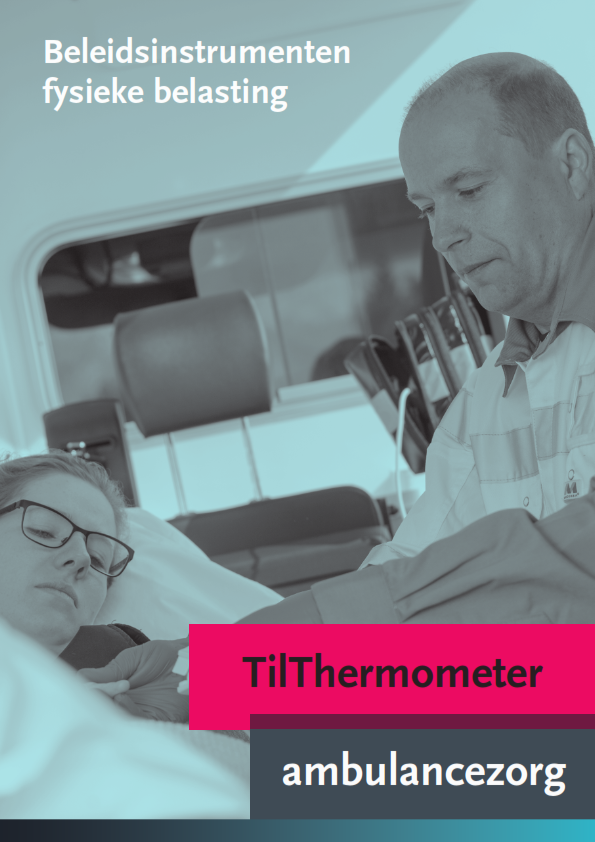 Beleidsinstrumenten
fysieke belasting
TilThermometer
ambulancezorg